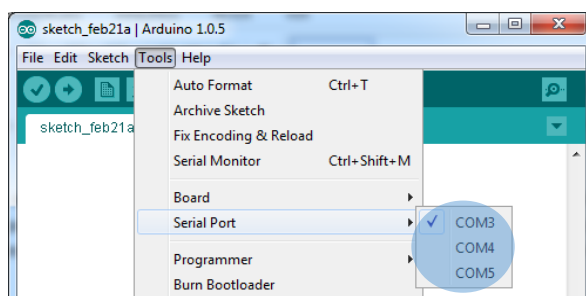 sketch_feb21a | Arduino 1.0.5
File Edit Sketch Tools Help
Auto Format Ctrl+T
Archive Sketch
sketch_feb21a
Fix Encoding & Reload
Serial Monitor Ctrl+Shift+M
Board
Serial Port COM3
COM4
Programmer
COM5
Burn Bootloader